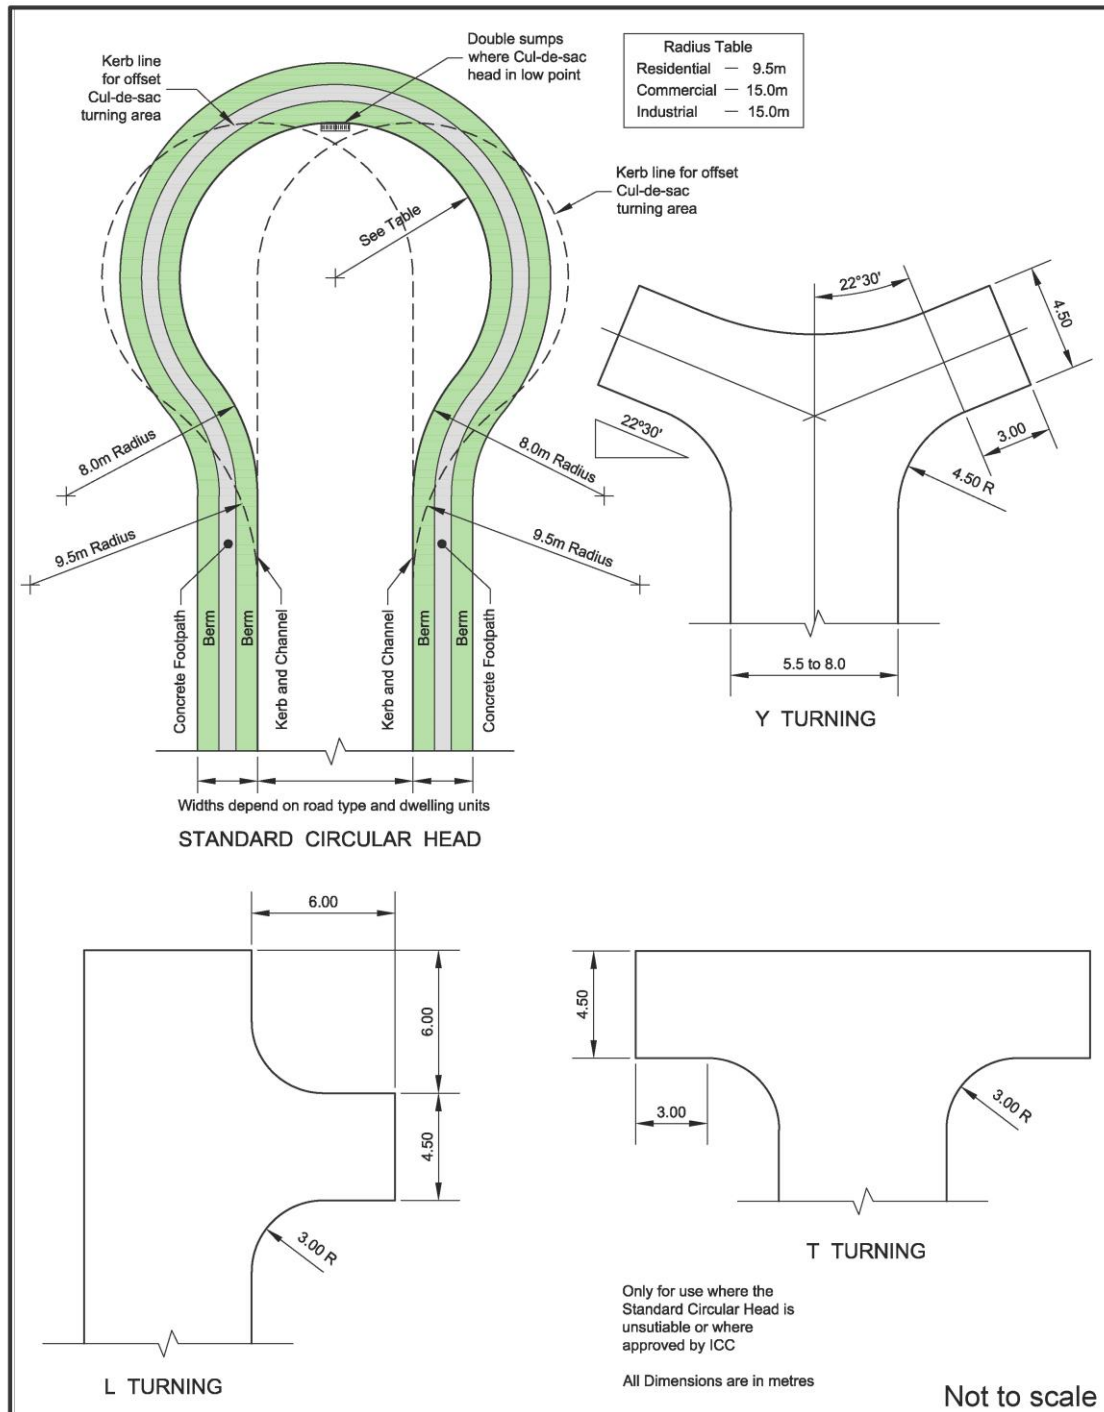 Kerb line
for offset
Cul-de-sac
turning area
Double sumps
where Cul-de-sac
head in low point
Radius Table
Residential — 9.5m
Commercial — 15.0m
Industrial — 15.0m
Kerb line for offset
Cul-de-sac
turning area
See Table
8.0m Radius
9.5m Radius
8.0m Radius
9.5m Radius
Concrete Footpath
Berm
Berm
Kerb and Channel
Kerb and Channel
Berm
Berm
Concrete Footpath
Widths depend on road type and dwelling units
STANDARD CIRCULAR HEAD
22°30'
4.50
22°30'
3.00
4.50 R
5.5 to 8.0
Y TURNING
6.00
6.00
4.50
3.00 R
L TURNING
4.50
3.00
3.00 R
T TURNING
Only for use where the
Standard Circular Head is
unsutiable or where
approved by ICC
All Dimensions are in metres
Not to scale